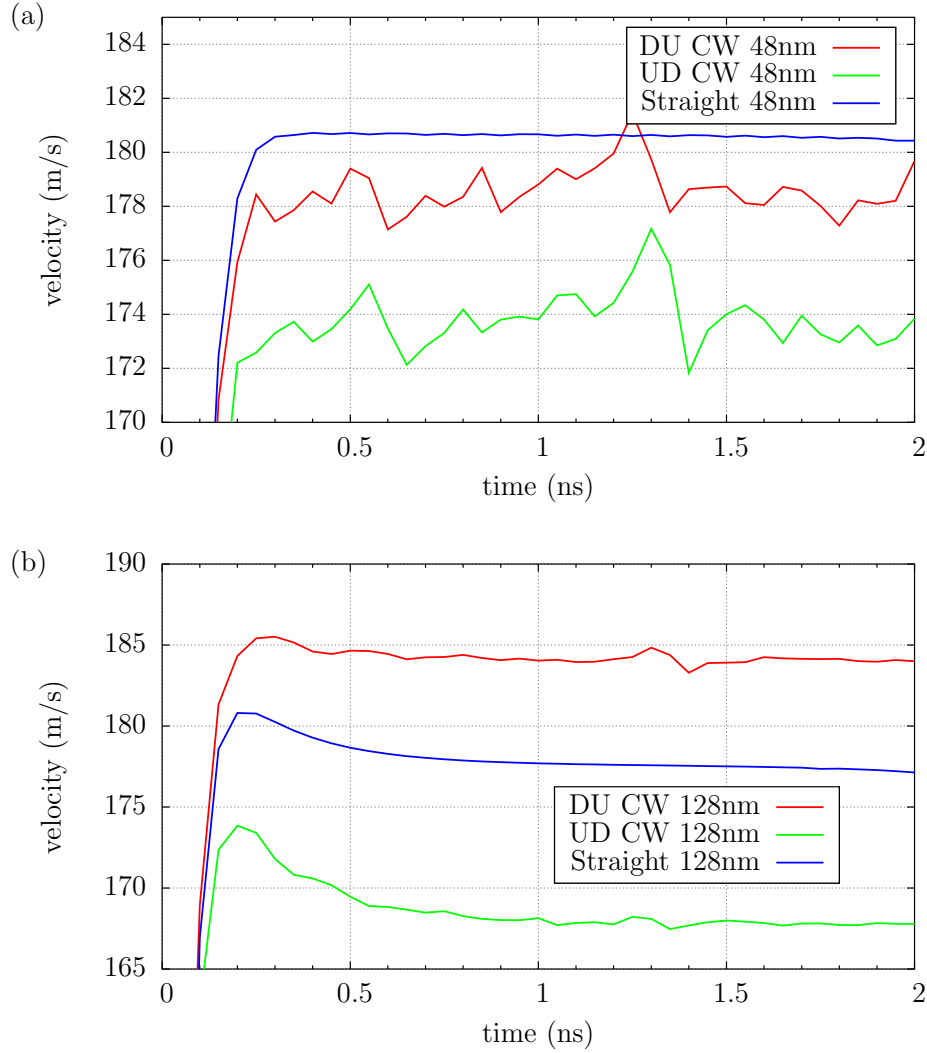 (a)
184
182
180
178
176
174
172
170
velocity (m/s)
DU CW 48nm
UD CW 48nm
Straight 48nm
0 0.5 1 1.5 2
time (ns)
(b)
190
185
180
175
170
165
velocity (m/s)
DU CW 128nm
UD CW 128nm
Straight 128nm
0 0.5 1 1.5 2
time (ns)